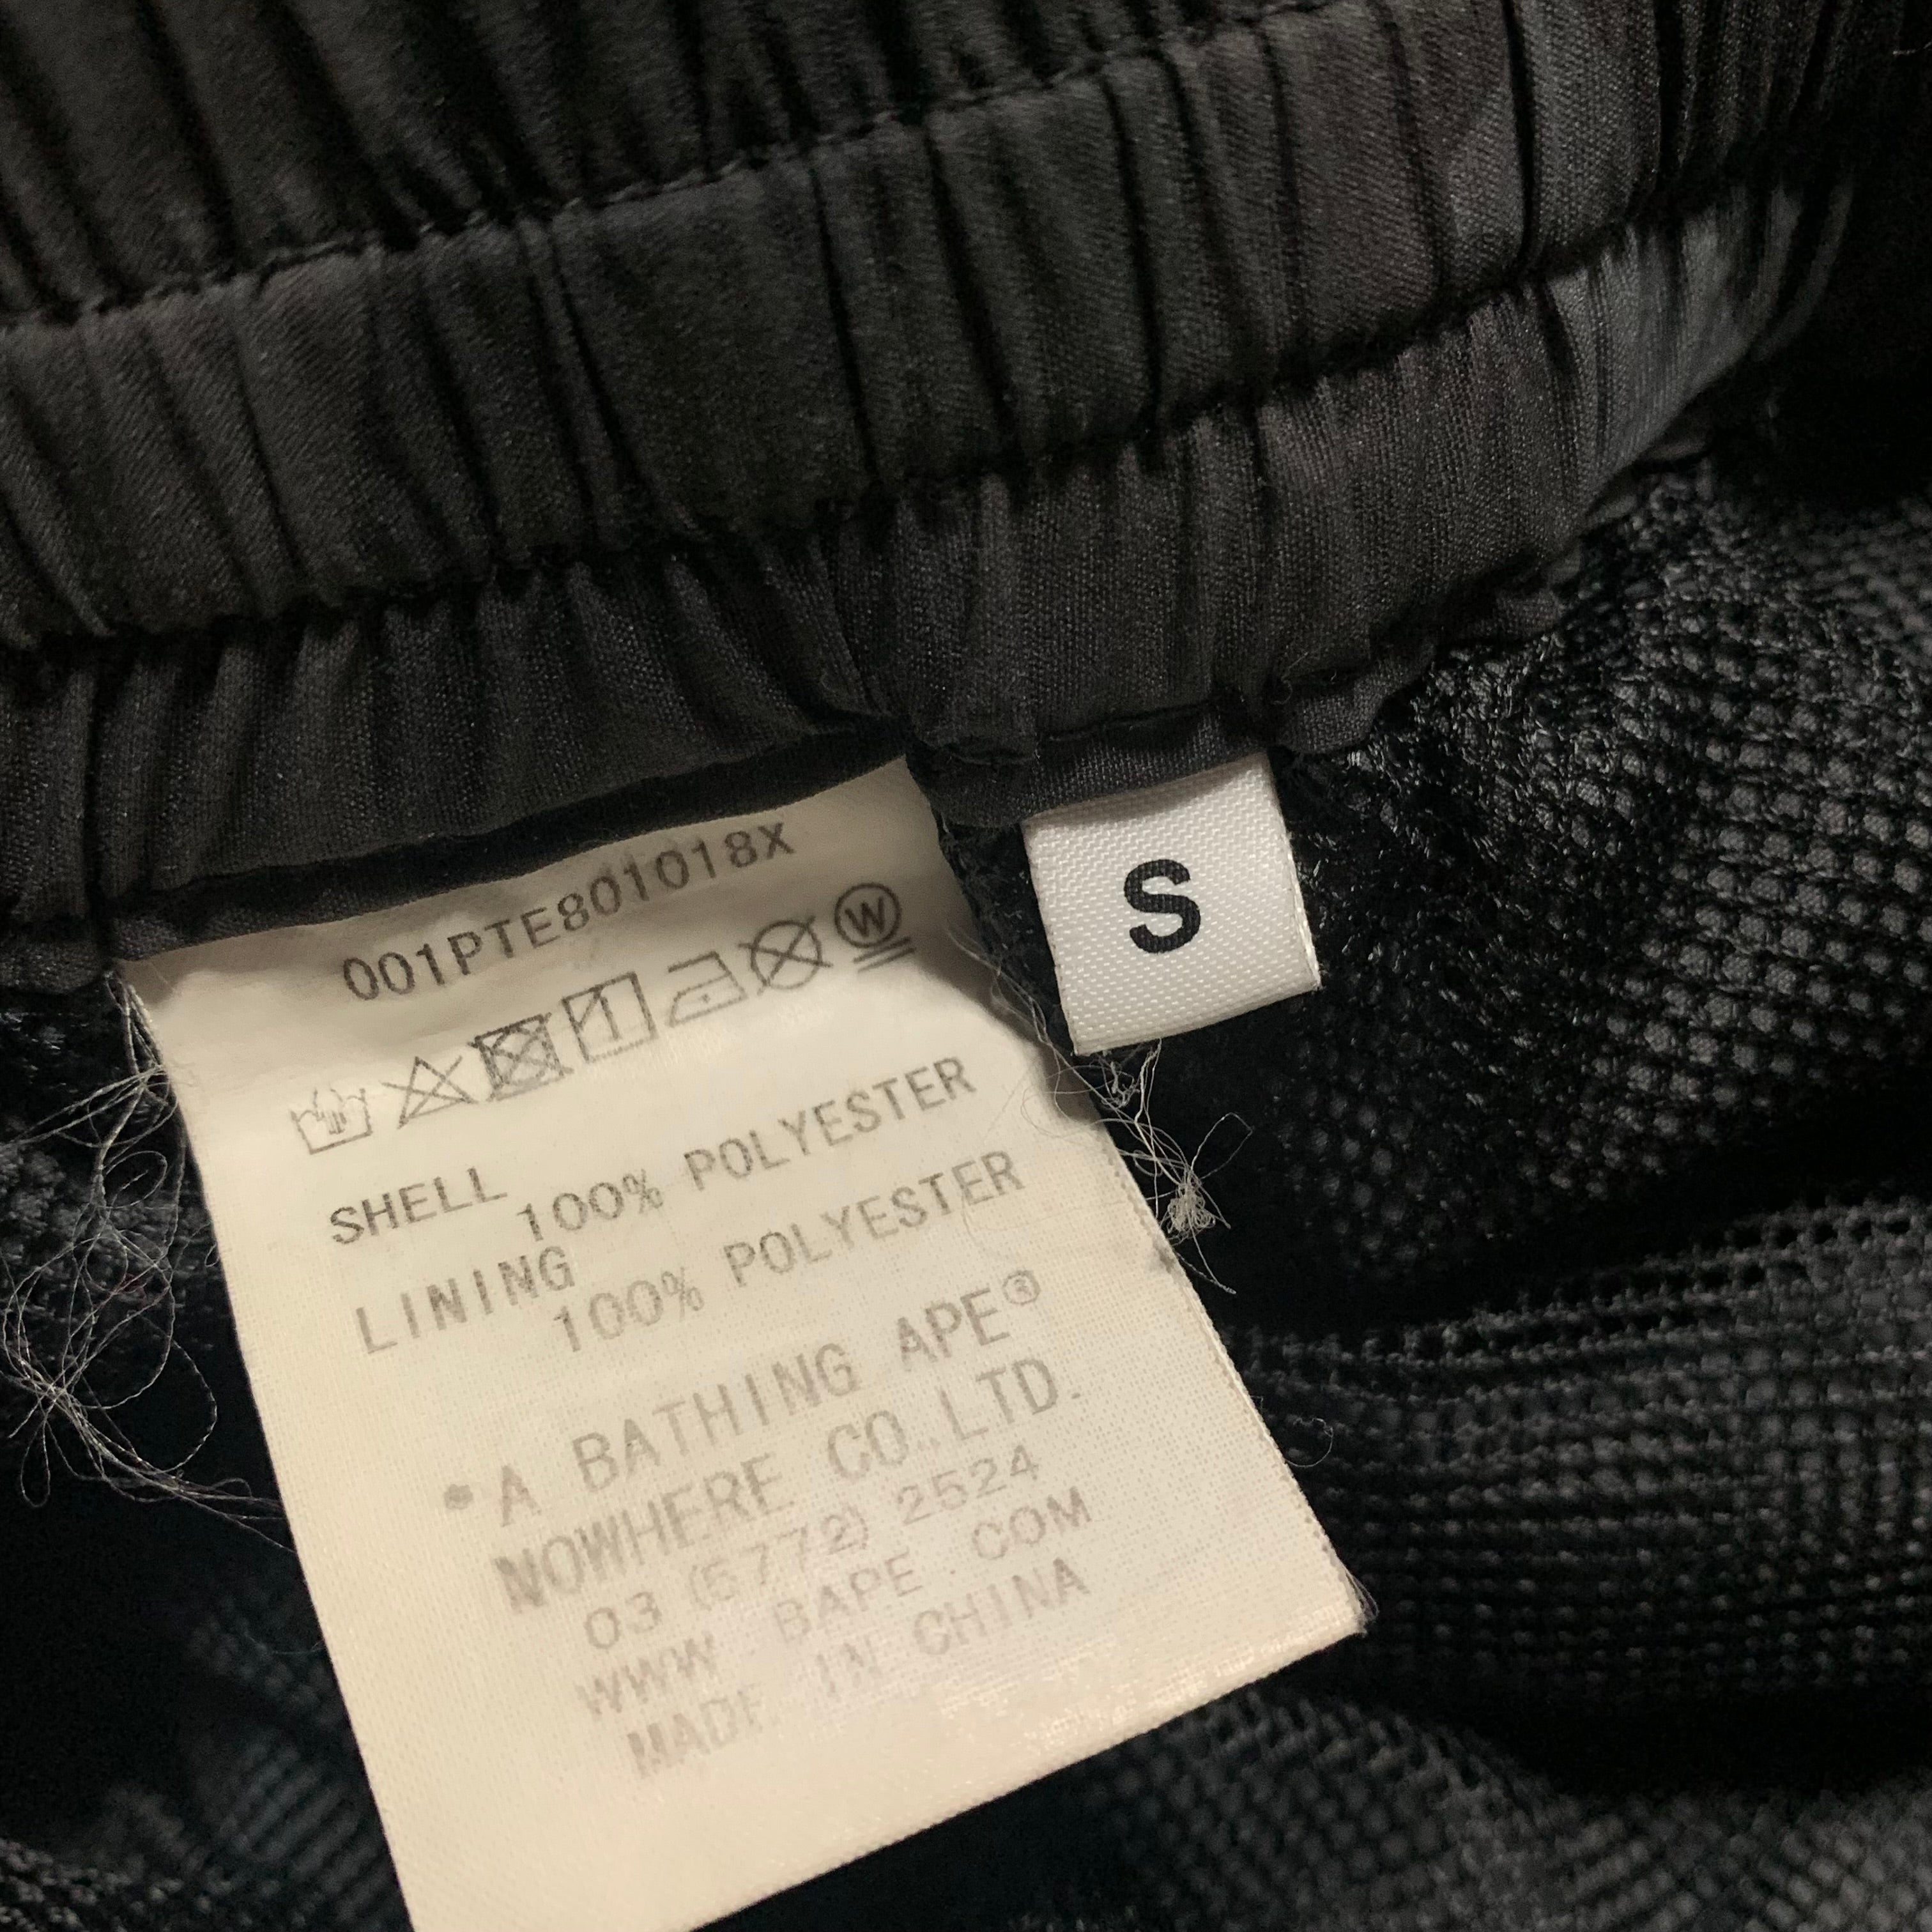 001PTE801018X
W
S
SHELL
100% POLYESTER
LINING
100% POLYESTER
•A BATHING APE®
NOWHERE CO.,LTD.
03 (5772) 2524
WWW BAPE . COM
MADE IN CHINA